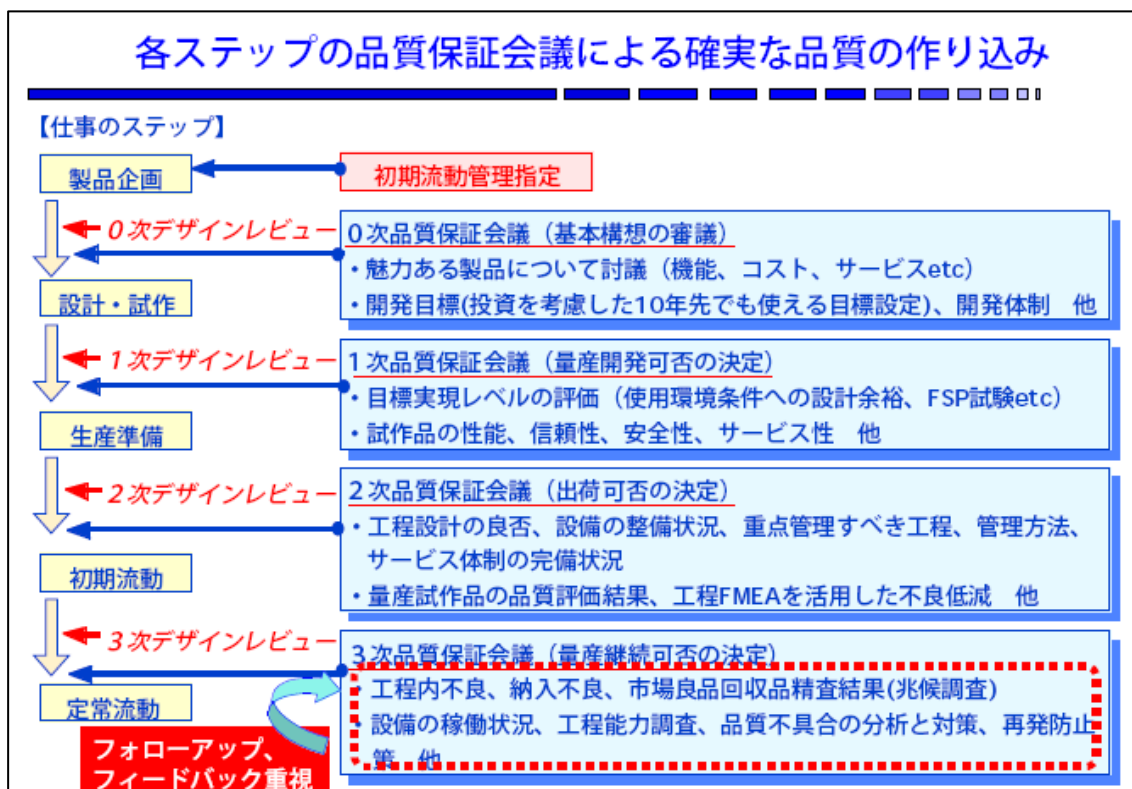 各ステップの品質保証会議による確実な品質の作り込み
【仕事のステップ】
製品企画
初期流動管理指定
０次デザインレビュー
０次品質保証会議（基本構想の審議）
・魅力ある製品について討議（機能、コスト、サービスetc）
・開発目標(投資を考慮した10年先でも使える目標設定)、開発体制　他
設計・試作
１次デザインレビュー
１次品質保証会議（量産開発可否の決定）
・目標実現レベルの評価（使用環境条件への設計余裕、FSP試験etc）
・試作品の性能、信頼性、安全性、サービス性　他
生産準備
２次デザインレビュー
２次品質保証会議（出荷可否の決定）
・工程設計の良否、設備の整備状況、重点管理すべき工程、管理方法、
サービス体制の完備状況
・量産試作品の品質評価結果、工程FMEAを活用した不良低減　他
初期流動
３次デザインレビュー
３次品質保証会議（量産継続可否の決定）
・工程内不良、納入不良、市場良品回収品精査結果(兆候調査)
・設備の稼働状況、工程能力調査、品質不具合の分析と対策、再発防止
策　他
定常流動
フォローアップ、
フィードバック重視